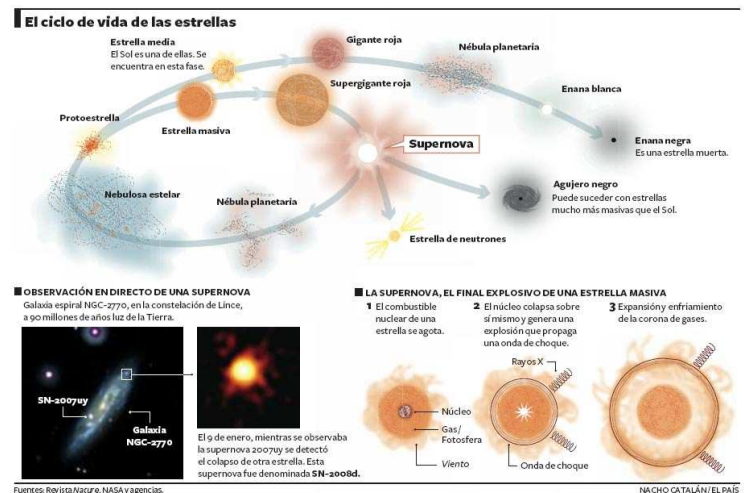 El ciclo de vida de las estrellas
Estrella media
El Sol es una de ellas. Se
encuentra en esta fase.
Gigante roja
Nébula planetaria
Supergigante roja
Enana blanca
Protoestrella
Estrella masiva
Supernova
Enana negra
Es una estrella muerta.
Nebulosa estelar
Nébula planetaria
Agujero negro
Puede suceder con estrellas
mucho más masivas que el Sol.
Estrella de neutrones
OBSERVACIÓN EN DIRECTO DE UNA SUPERNOVA
Galaxia espiral NGC-2770, en la constelación de Lince,
a 90 millones de años luz de la Tierra.
SN-2007uy
Galaxia
NGC-2770
El 9 de enero, mientras se observaba
la supernova 2007uy se detectó
el colapso de otra estrella. Esta
supernova fue denominada SN-2008d.
LA SUPERNOVA, EL FINAL EXPLOSIVO DE UNA ESTRELLA MASIVA
1 El combustible
nuclear de una
estrella se agota.
2 El núcleo colapsa sobre
sí mismo y genera una
explosión que propaga
una onda de choque.
3 Expansión y enfriamiento
de la corona de gases.
Rayos X
Núcleo
Gas/
Fotosfera
Viento
Onda de choque
Fuentes: Revista Nature, NASA y agencias.
NACHO CATALÁN / EL PAÍS